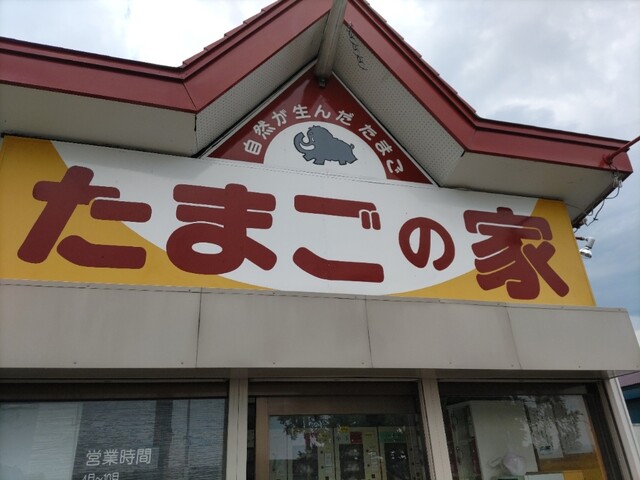 自然が生んだ たまご
たまごの家
営業時間